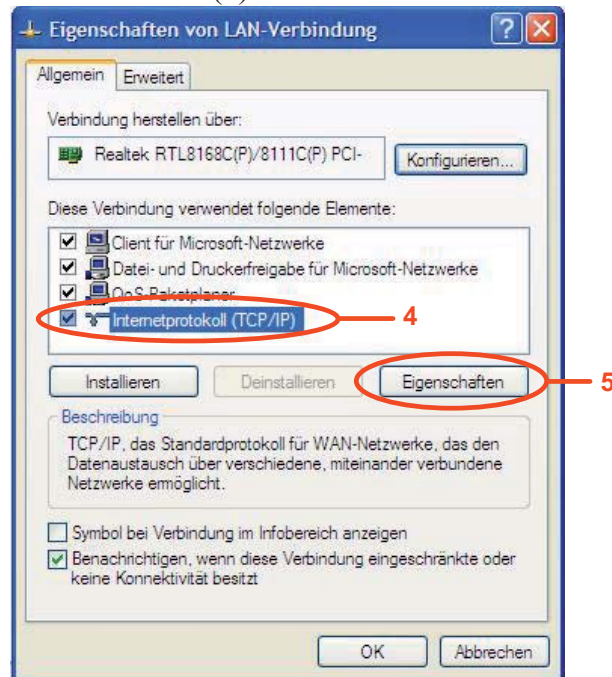 Eigenschaften von LAN-Verbindung
Allgemein Erweitert
Verbindung herstellen über:
Realtek RTL8168C(P)/8111C(P) PCI-
Konfigurieren...
Diese Verbindung verwendet folgende Elemente:
Client für Microsoft-Netzwerke
Datei- und Druckerfreigabe für Microsoft-Netzwerke
QoS-Paketplaner
Internetprotokoll (TCP/IP) 4
Installieren Deinstallieren Eigenschaften 5
Beschreibung
TCP/IP, das Standardprotokoll für WAN-Netzwerke, das den
Datenaustausch über verschiedene, miteinander verbundene
Netzwerke ermöglicht.
Symbol bei Verbindung im Infobereich anzeigen
Benachrichtigen, wenn diese Verbindung eingeschränkte oder
keine Konnektivität besitzt
OK Abbrechen